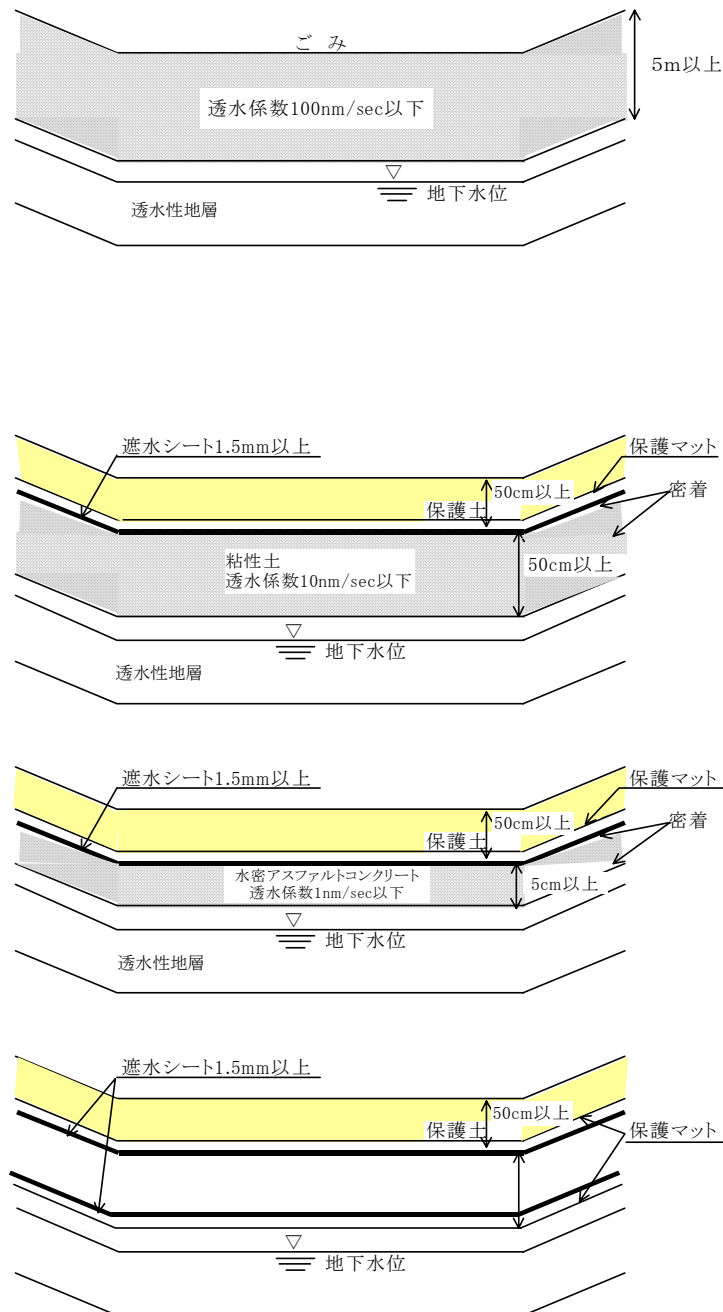 ご み
5m以上
透水係数100nm/sec以下
▽
地下水位
透水性地層
遮水シート1.5mm以上
保護マット
50cm以上
保護土
密着
粘性土
透水係数10nm/sec以下
50cm以上
▽
地下水位
透水性地層
遮水シート1.5mm以上
保護マット
50cm以上
保護土
密着
水密アスファルトコンクリート
透水係数1nm/sec以下
5cm以上
▽
地下水位
透水性地層
遮水シート1.5mm以上
50cm以上
保護土
保護マット
▽
地下水位